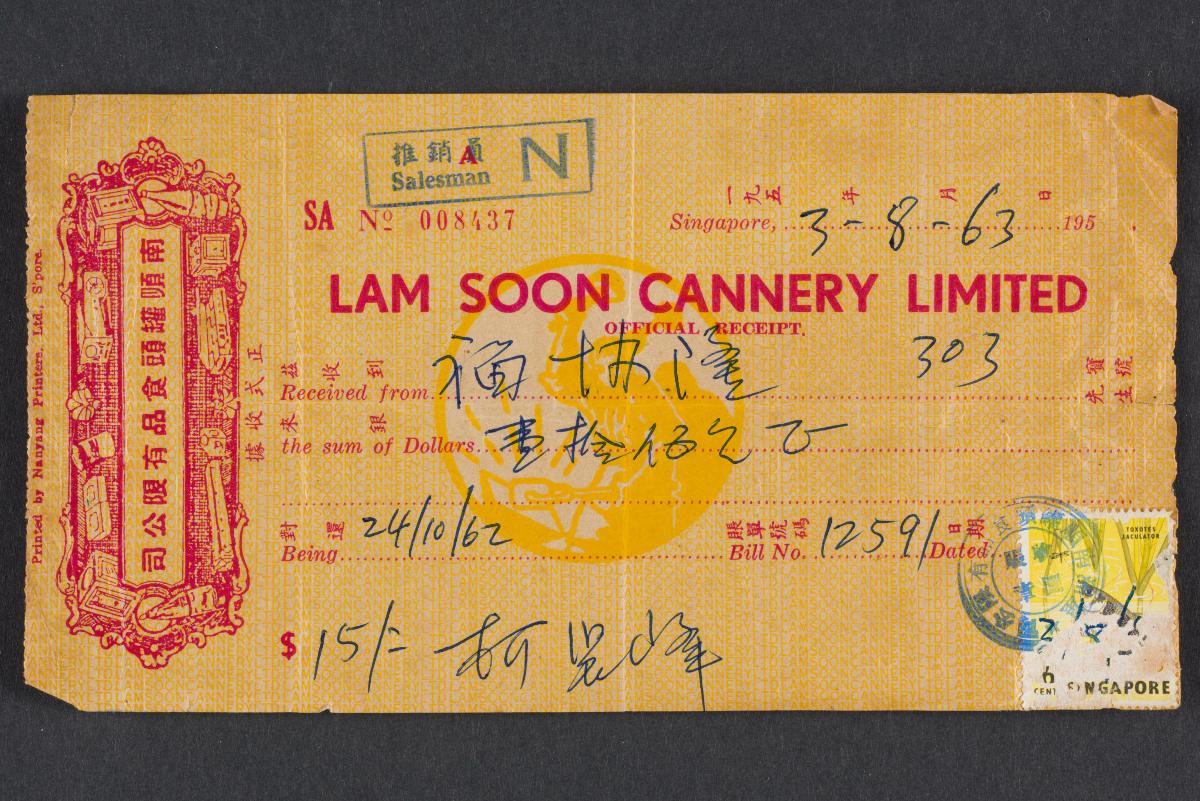 推銷員 N
Salesman
A
SA № 008437
一九五 年 月 日
Singapore, 3-8-63 195
LAM SOON CANNERY LIMITED
OFFICIAL RECEIPT.
303
茲收到 福協隆 寶號
Received from 先生
來銀 壹拾伍元正
the sum of Dollars
對還 24/10/62 賬單號碼 12591 日期
Being Bill No. Dated
$ 15/=
南順罐頭食品有限公司
正式收據
Printed by Nanyang Printers, Ltd. S'pore.
TOXOTES
JACULATOR
6
CENTS
SINGAPORE